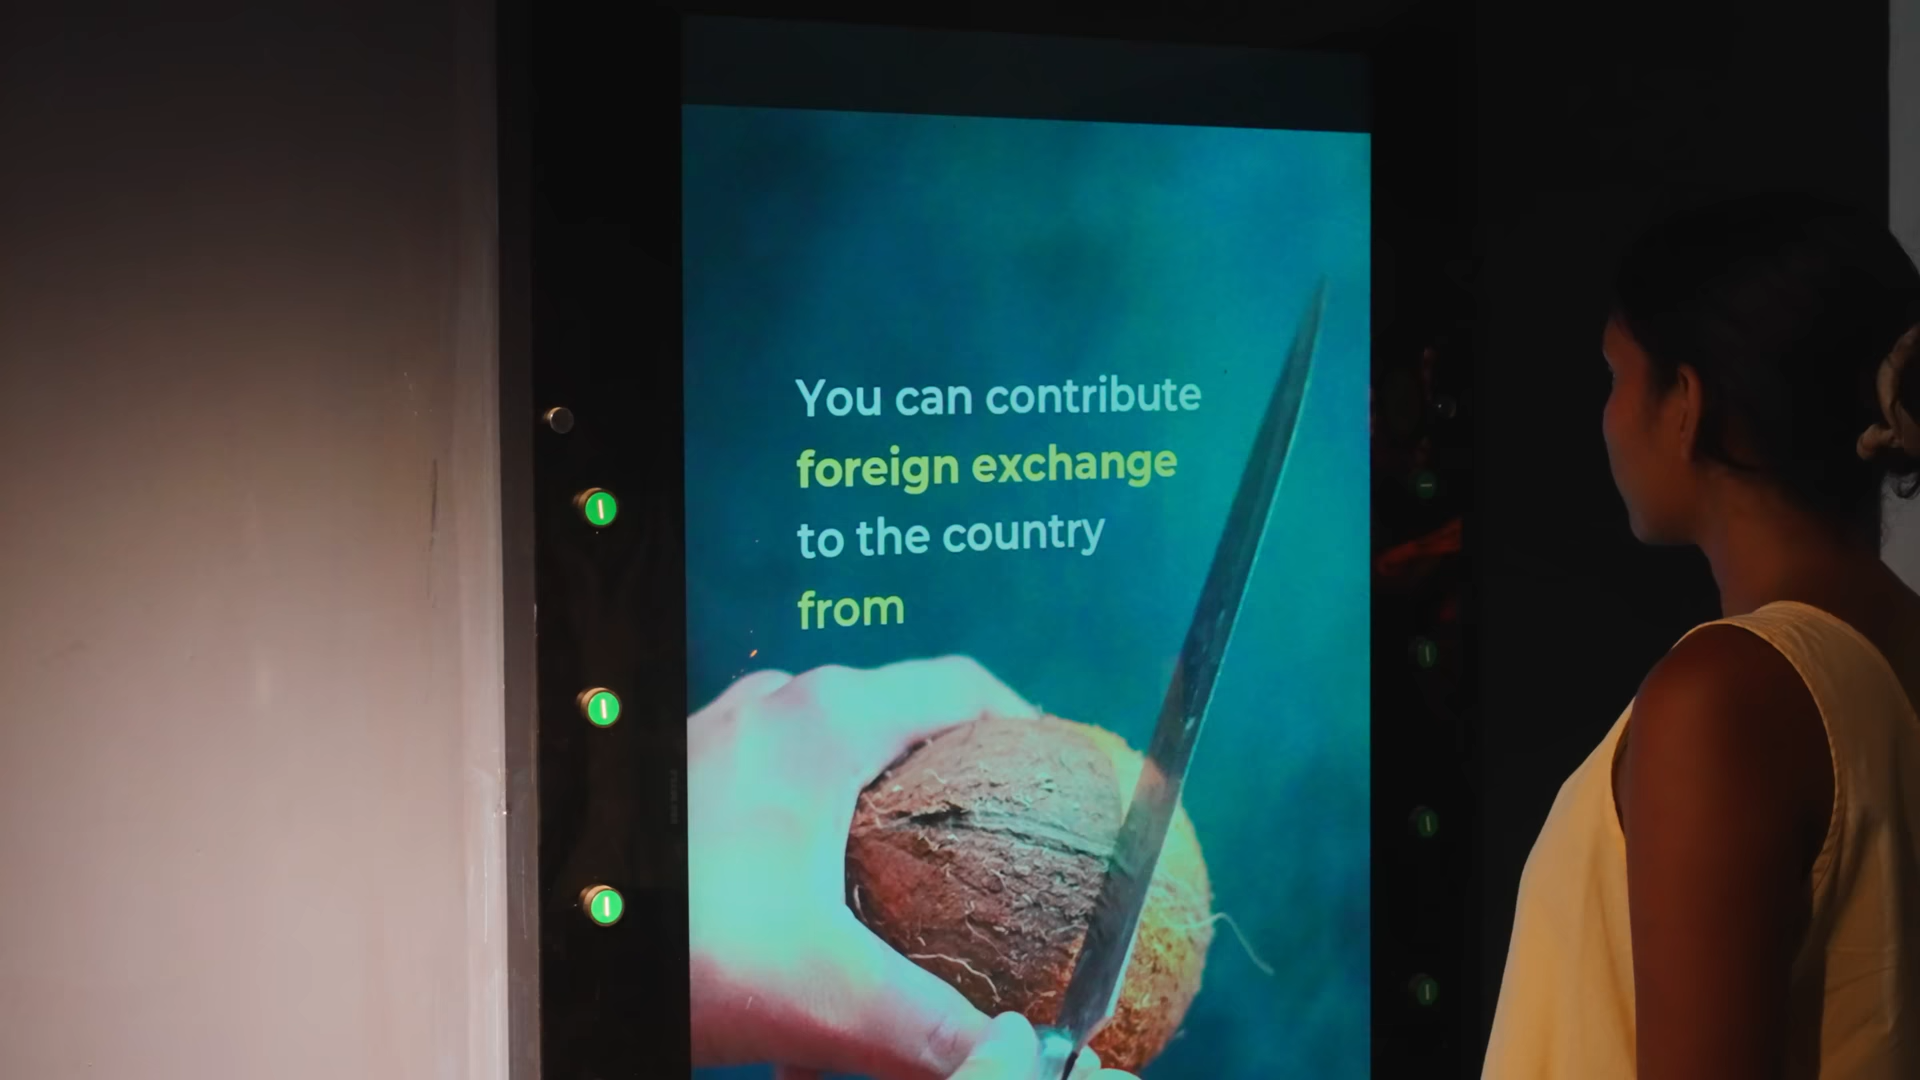 You can contribute
foreign exchange
to the country
from